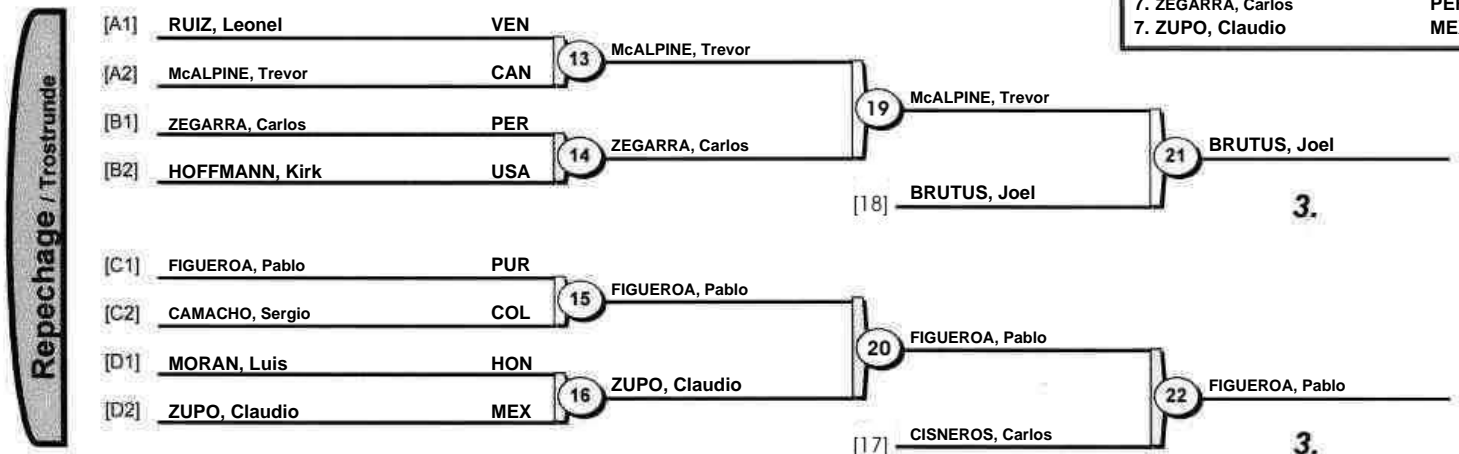 7. ZEGARRA, Carlos
7. ZUPO, Claudio
Repechage / Trostrunde
[A1] RUIZ, Leonel VEN
[A2] McALPINE, Trevor CAN
[B1] ZEGARRA, Carlos PER
[B2] HOFFMANN, Kirk USA
13 McALPINE, Trevor
14 ZEGARRA, Carlos
19 McALPINE, Trevor
[18] BRUTUS, Joel
21 BRUTUS, Joel
3.
[C1] FIGUEROA, Pablo PUR
[C2] CAMACHO, Sergio COL
[D1] MORAN, Luis HON
[D2] ZUPO, Claudio MEX
15 FIGUEROA, Pablo
16 ZUPO, Claudio
20 FIGUEROA, Pablo
[17] CISNEROS, Carlos
22 FIGUEROA, Pablo
3.